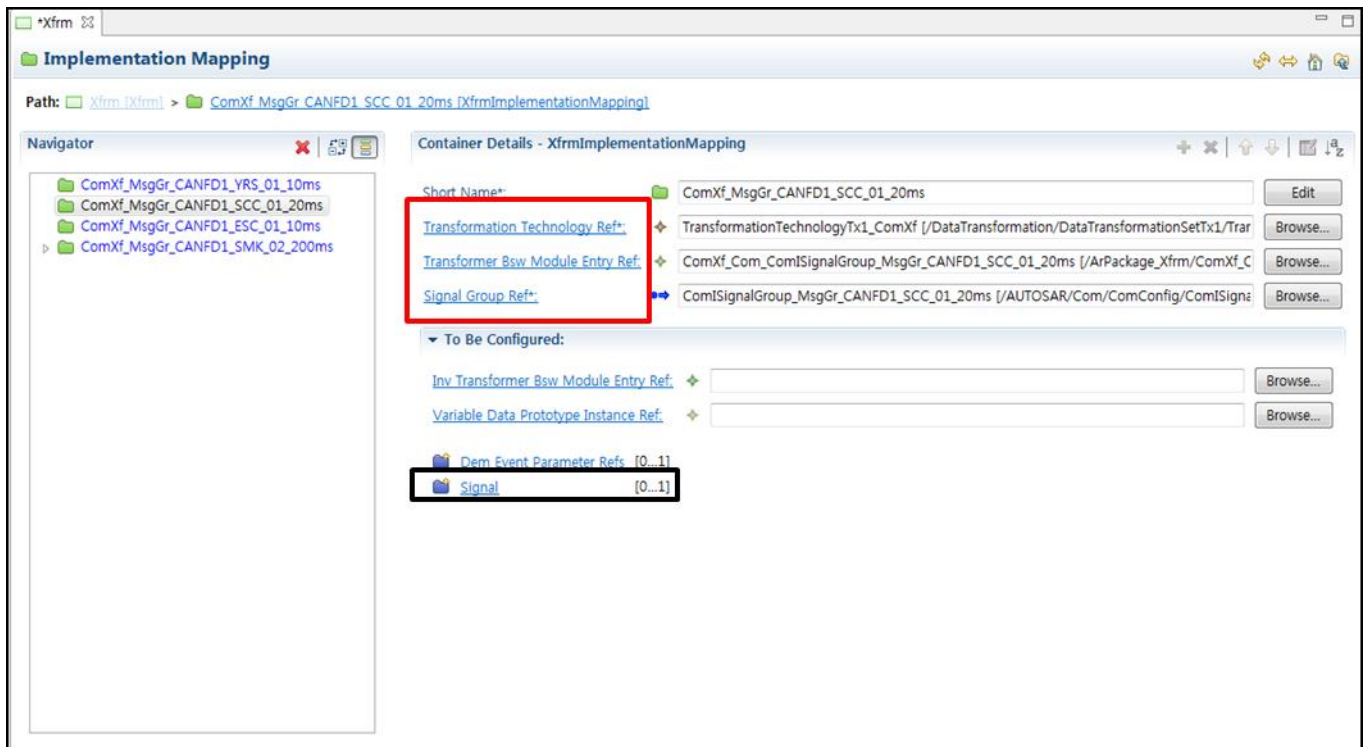 *Xfrm
Implementation Mapping
Path: Xfrm [Xfrm] > ComXf_MsgGr_CANFD1_SCC_01_20ms [XfrmImplementationMapping]
Navigator
ComXf_MsgGr_CANFD1_YRS_01_10ms
ComXf_MsgGr_CANFD1_SCC_01_20ms
ComXf_MsgGr_CANFD1_ESC_01_10ms
ComXf_MsgGr_CANFD1_SMK_02_200ms
Container Details - XfrmImplementationMapping
Short Name*: ComXf_MsgGr_CANFD1_SCC_01_20ms Edit
Transformation Technology Ref*: TransformationTechnologyTx1_ComXf [/DataTransformation/DataTransformationSetTx1/Trar Browse...
Transformer Bsw Module Entry Ref: ComXf_Com_ComISignalGroup_MsgGr_CANFD1_SCC_01_20ms [/ArPackage_Xfrm/ComXf_C Browse...
Signal Group Ref*: ComISignalGroup_MsgGr_CANFD1_SCC_01_20ms [/AUTOSAR/Com/ComConfig/ComISigna Browse...
To Be Configured:
Inv Transformer Bsw Module Entry Ref: Browse...
Variable Data Prototype Instance Ref: Browse...
Dem Event Parameter Refs [0...1]
Signal [0...1]